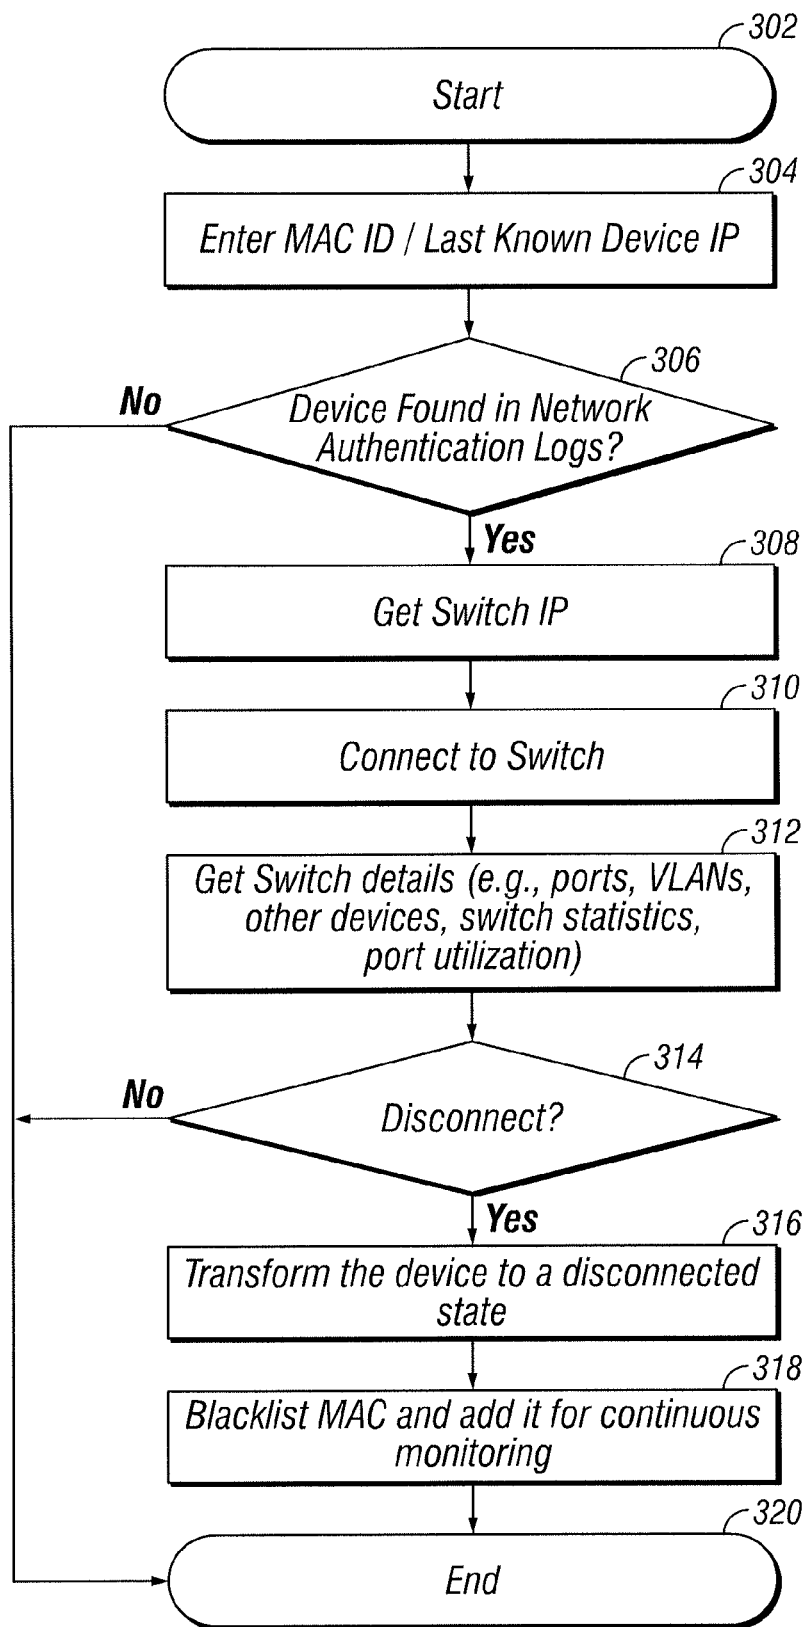 302
Start
304
Enter MAC ID / Last Known Device IP
306
No
Device Found in Network
Authentication Logs?
Yes
308
Get Switch IP
310
Connect to Switch
312
Get Switch details (e.g., ports, VLANs,
other devices, switch statistics,
port utilization)
314
No
Disconnect?
Yes
316
Transform the device to a disconnected
state
318
Blacklist MAC and add it for continuous
monitoring
320
End